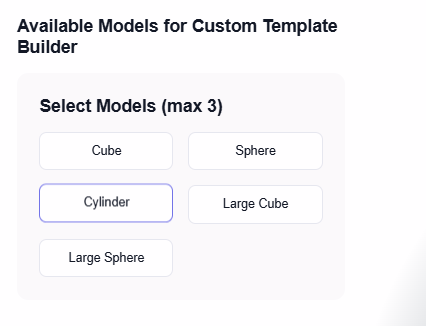 Available Models for Custom Template
Builder
Select Models (max 3)
Cube
Sphere
Cylinder
Large Cube
Large Sphere